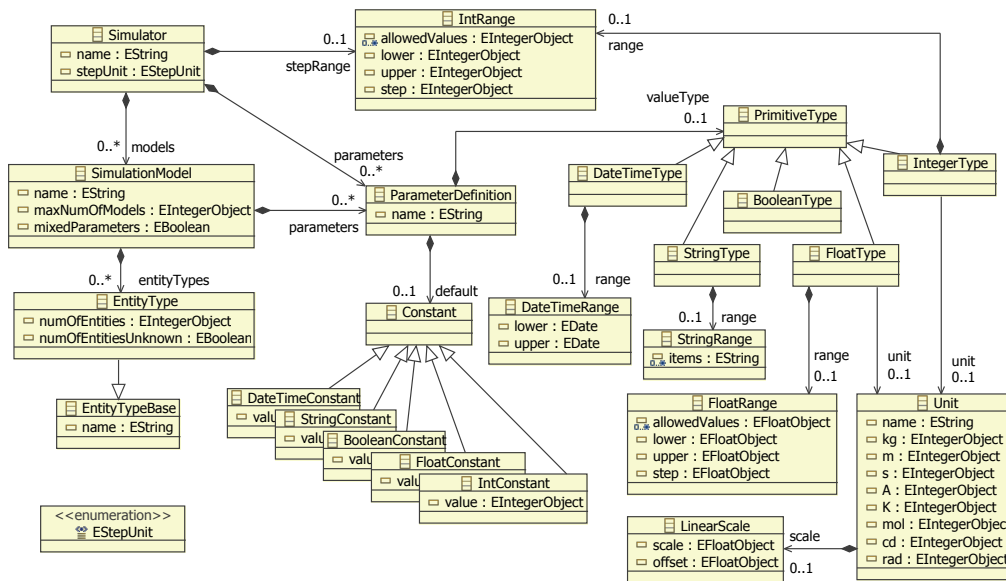 Simulator
name : EString
stepUnit : EStepUnit
0..1
stepRange
IntRange
allowedValues : EIntegerObject
lower : EIntegerObject
upper : EIntegerObject
step : EIntegerObject
0..1
range
0..* models
parameters
0..*
valueType
0..1
PrimitiveType
SimulationModel
name : EString
maxNumOfModels : EIntegerObject
mixedParameters : EBoolean
0..*
parameters
ParameterDefinition
name : EString
DateTimeType
BooleanType
IntegerType
StringType
FloatType
0..* entityTypes
EntityType
numOfEntities : EIntegerObject
numOfEntitiesUnknown : EBoolean
0..1 default
Constant
0..1 range
DateTimeRange
lower : EDate
upper : EDate
0..1 range
StringRange
items : EString
range
0..1
unit
0..1
unit
0..1
EntityTypeBase
name : EString
DateTimeConstant
valu
StringConstant
valu
BooleanConstant
valu
FloatConstant
valu
IntConstant
value : EIntegerObject
FloatRange
allowedValues : EFloatObject
lower : EFloatObject
upper : EFloatObject
step : EFloatObject
Unit
name : EString
kg : EIntegerObject
m : EIntegerObject
s : EIntegerObject
A : EIntegerObject
K : EIntegerObject
mol : EIntegerObject
cd : EIntegerObject
rad : EIntegerObject
<<enumeration>>
EStepUnit
LinearScale
scale : EFloatObject
offset : EFloatObject
scale
0..1